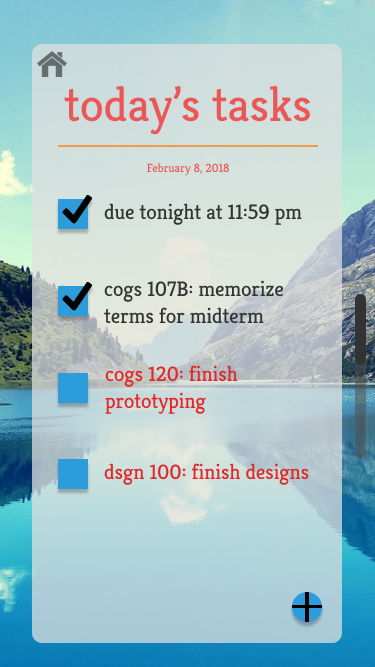 today's tasks
February 8, 2018
due tonight at 11:59 pm
cogs 107B: memorize
terms for midterm
cogs 120: finish
prototyping
dsgn 100: finish designs